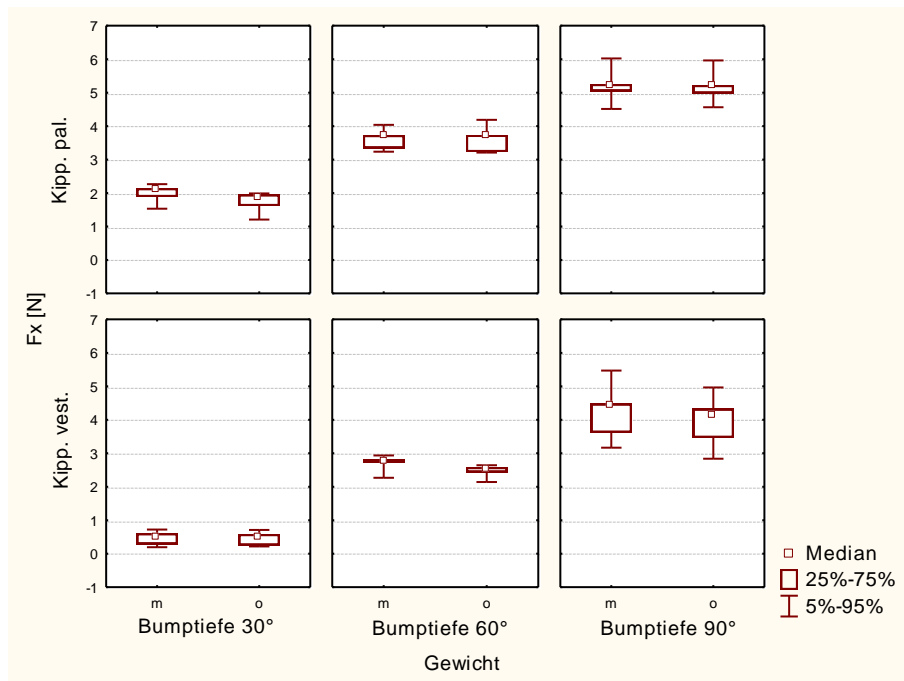 Fx [N]
Kipp. pal.
7
6
5
4
3
2
1
0
-1
Kipp. vest.
7
6
5
4
3
2
1
0
-1
m o
Bumptiefe 30°
m o
Bumptiefe 60°
m o
Bumptiefe 90°
Gewicht
Median
25%-75%
5%-95%